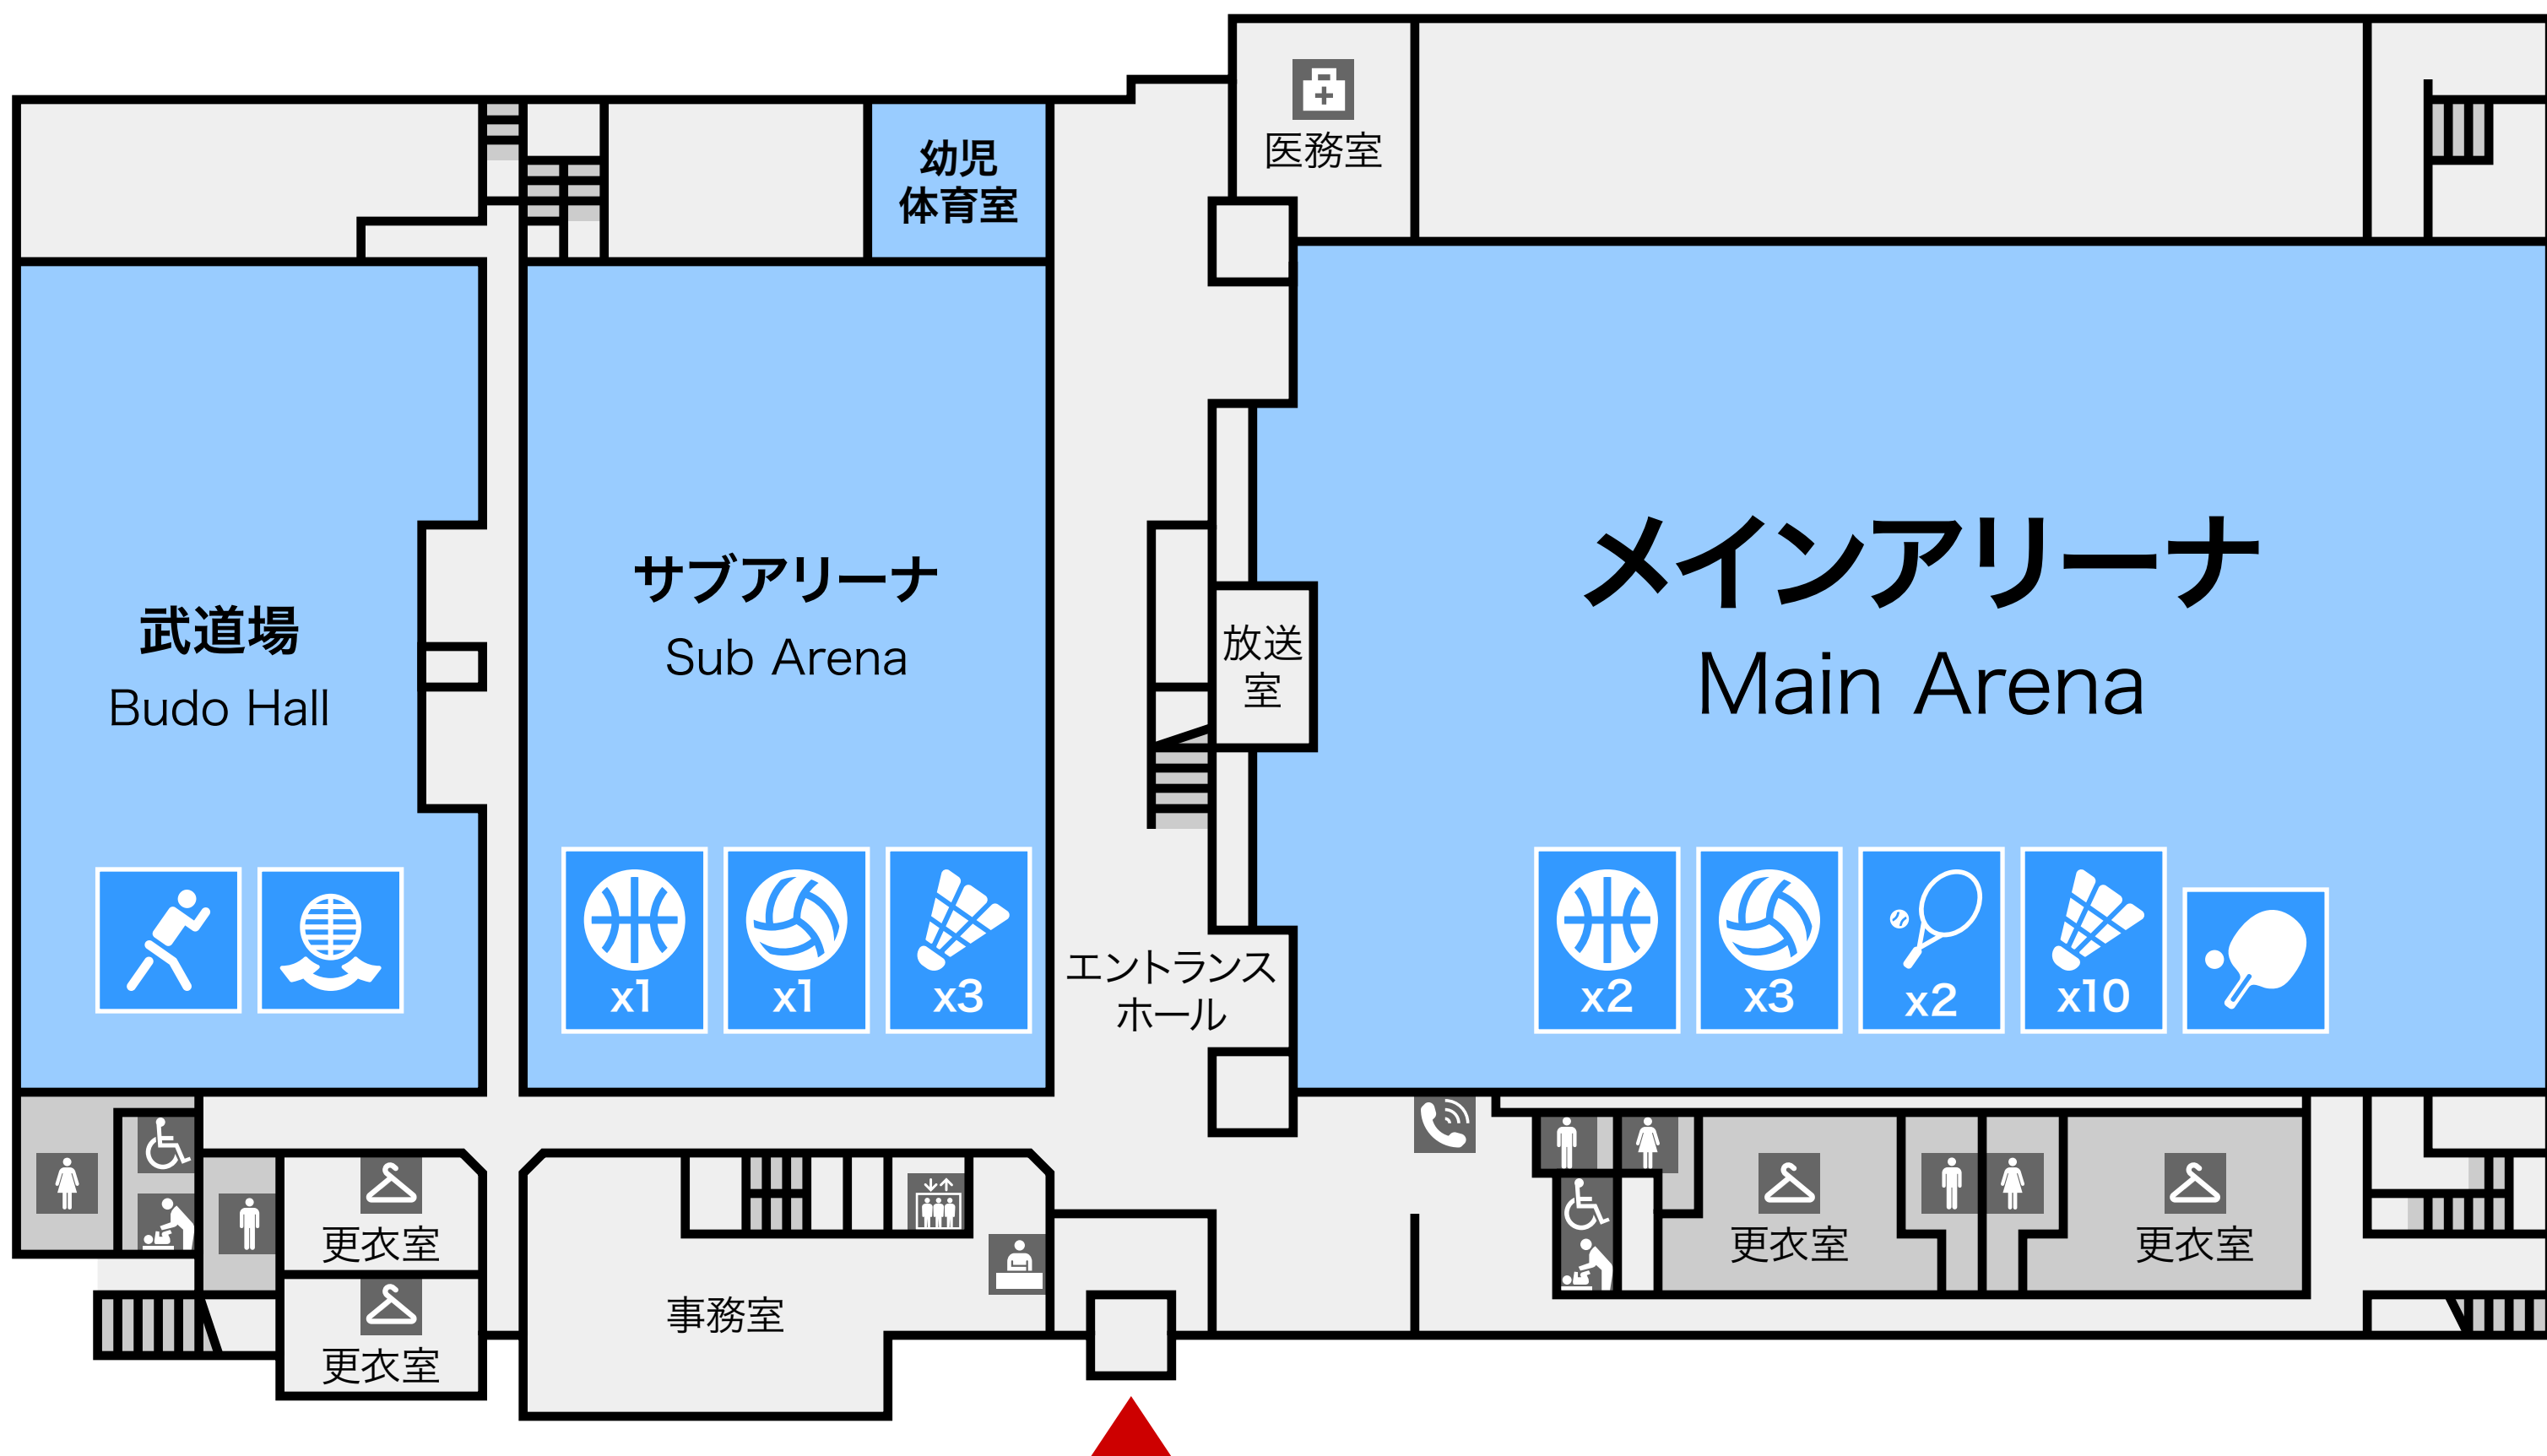 医務室
幼児
体育室
メインアリーナ
Main Arena
サブアリーナ
Sub Arena
武道場
Budo Hall
放送
室
エントランス
ホール
x1
x1
x3
x2
x3
x2
x10
更衣室
更衣室
事務室
更衣室
更衣室